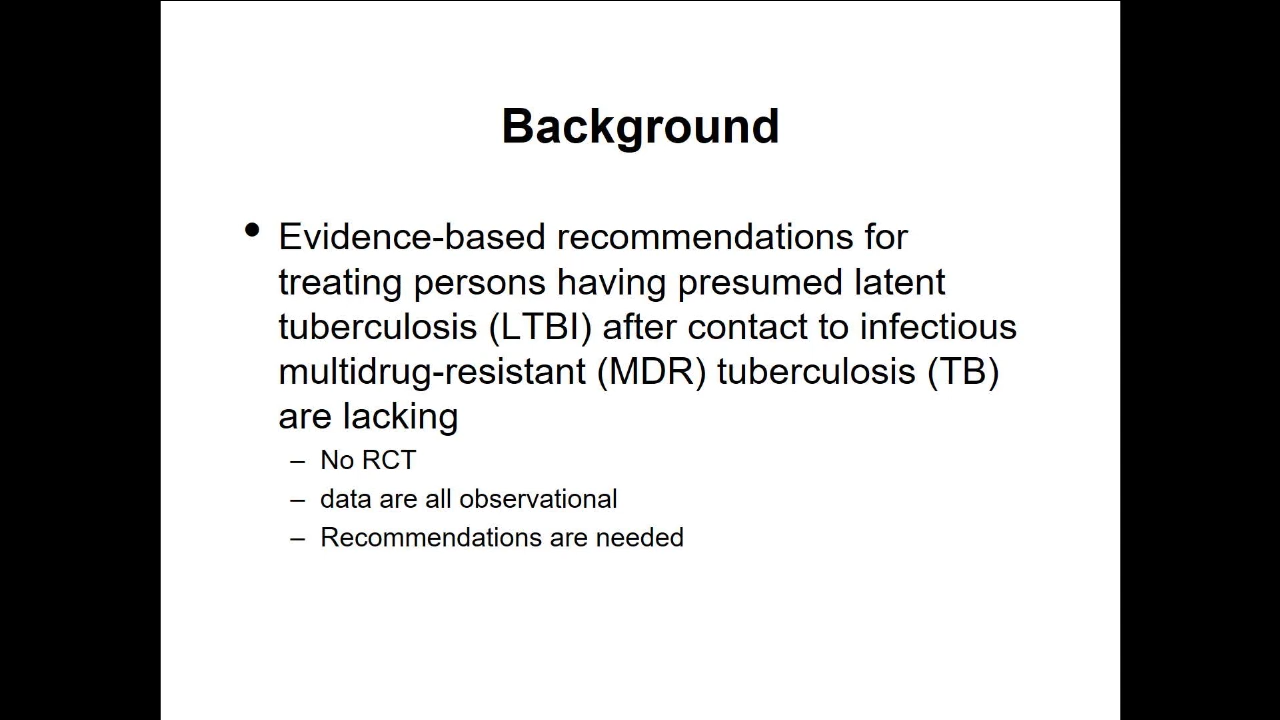 Background
• Evidence-based recommendations for
treating persons having presumed latent
tuberculosis (LTBI) after contact to infectious
multidrug-resistant (MDR) tuberculosis (TB)
are lacking
– No RCT
– data are all observational
– Recommendations are needed